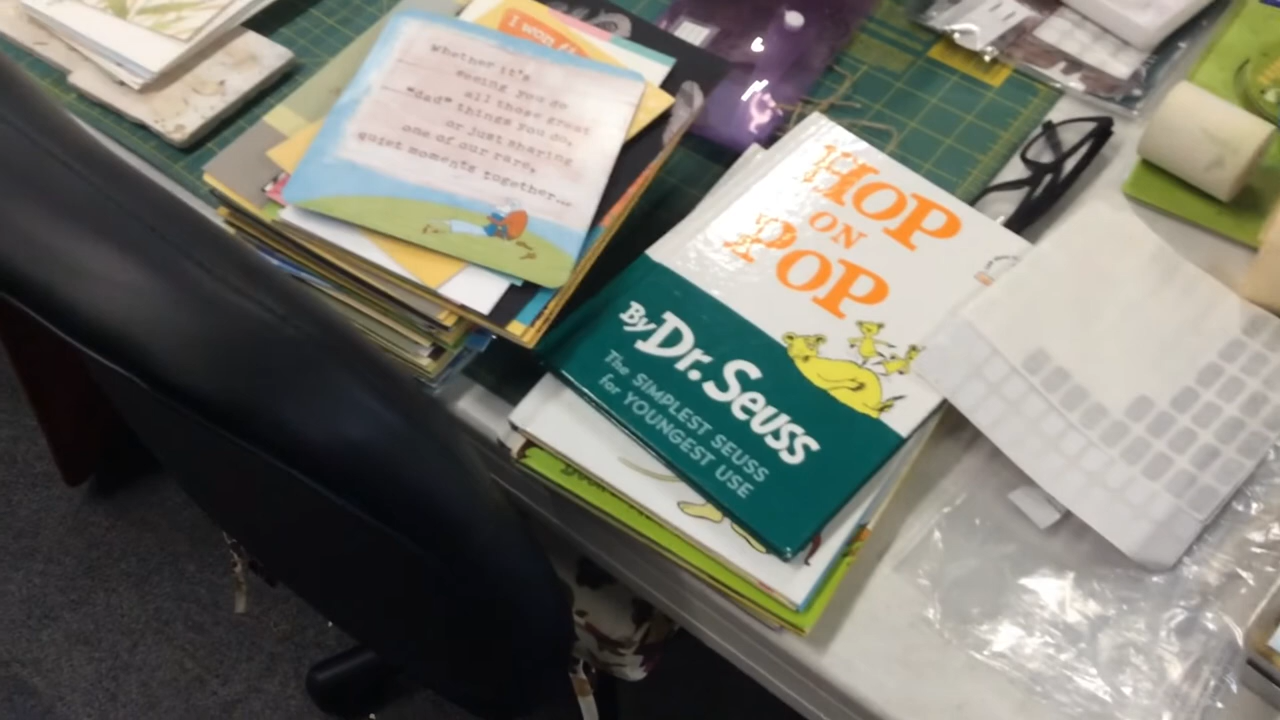 I won't
Whether it's
seeing you do
all those great
"dad" things you do,
or just sharing
one of our rare,
quiet moments together...
HOP
ON
POP
By Dr. Seuss
The SIMPLEST SEUSS
for YOUNGEST USE